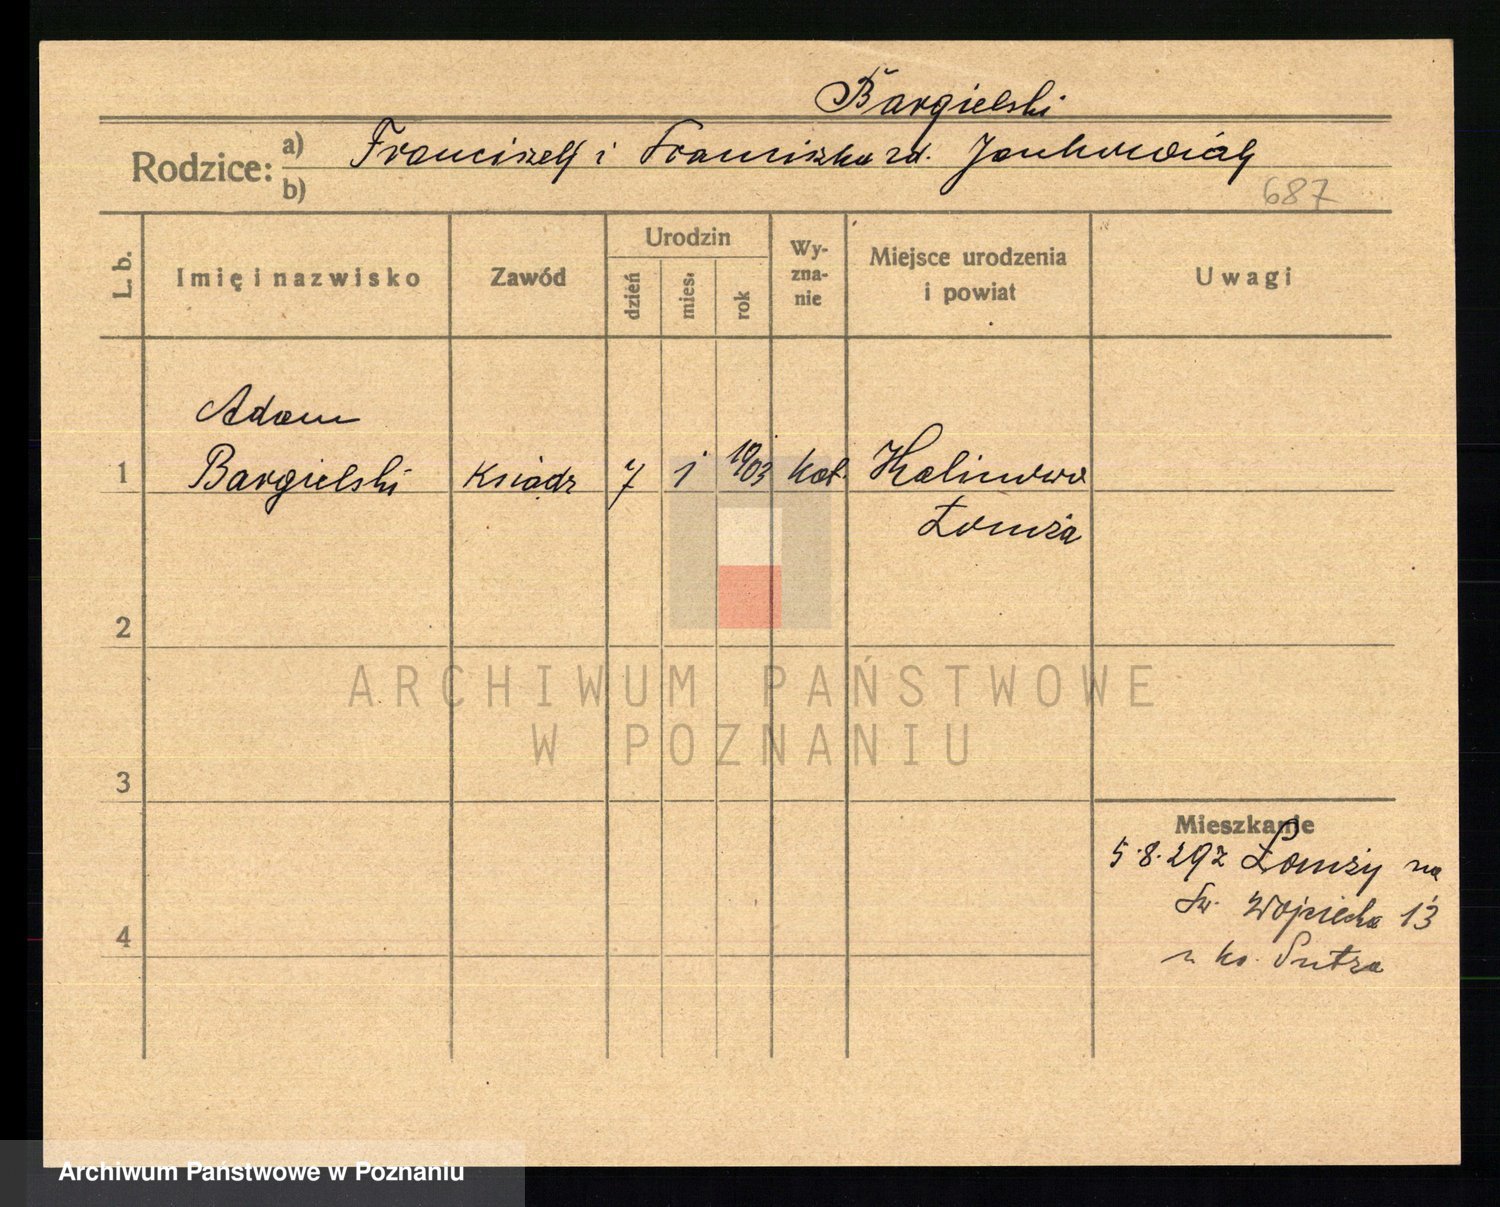 Bargielski
Rodzice: a) Franciszek i Franciszka zd. Jankowiak
b)
687
L. b.
Imię i nazwisko
Zawód
Urodzin
dzień
mies.
rok
Wy-
zna-
nie
Miejsce urodzenia
i powiat
Uwagi
Adam
1 Bargielski Ksiądz 7 1 1903 kat. Kalinowo
Łomża
2
ARCHIWUM PAŃSTWOWE
W POZNANIU
3
Mieszkanie
5.8.29 z Łomży na
Św. Wojciecha 13
4
Archiwum Państwowe w Poznaniu